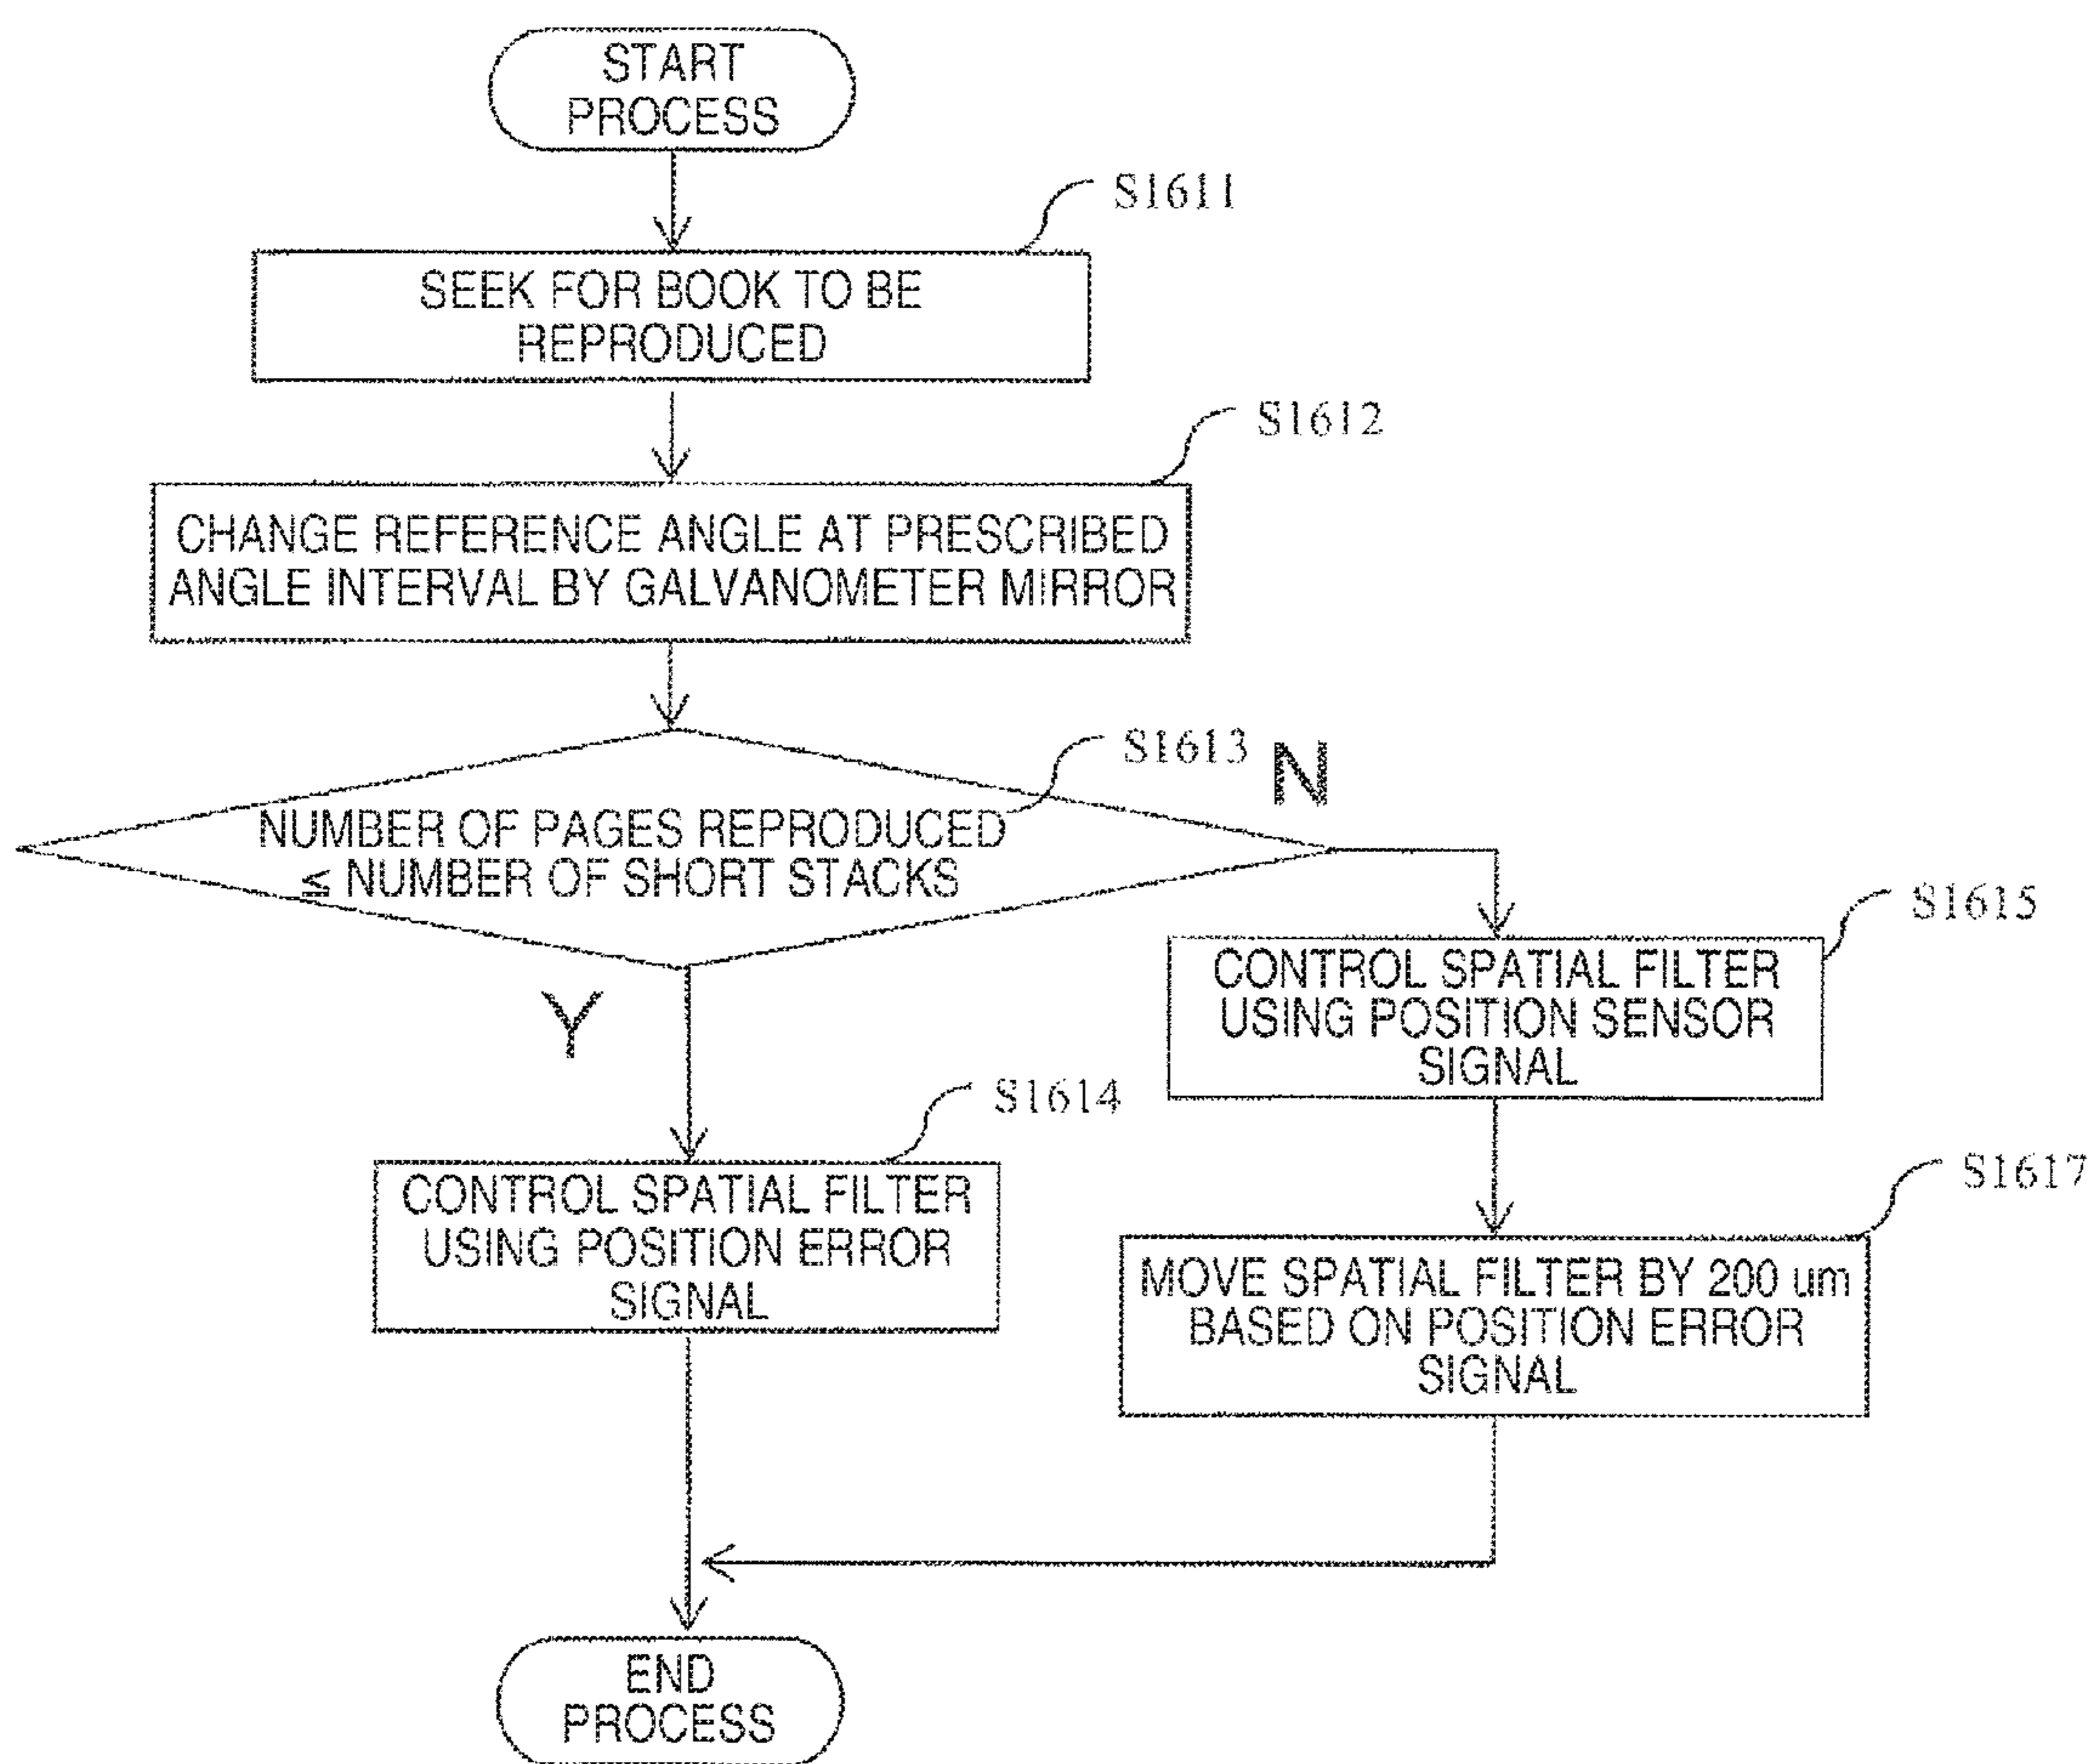 START
PROCESS
S1611
SEEK FOR BOOK TO BE
REPRODUCED
S1612
CHANGE REFERENCE ANGLE AT PRESCRIBED
ANGLE INTERVAL BY GALVANOMETER MIRROR
S1613
N
NUMBER OF PAGES REPRODUCED
≦ NUMBER OF SHORT STACKS
Y
S1615
CONTROL SPATIAL FILTER
USING POSITION SENSOR
SIGNAL
S1614
CONTROL SPATIAL FILTER
USING POSITION ERROR
SIGNAL
S1617
MOVE SPATIAL FILTER BY 200 um
BASED ON POSITION ERROR
SIGNAL
END
PROCESS